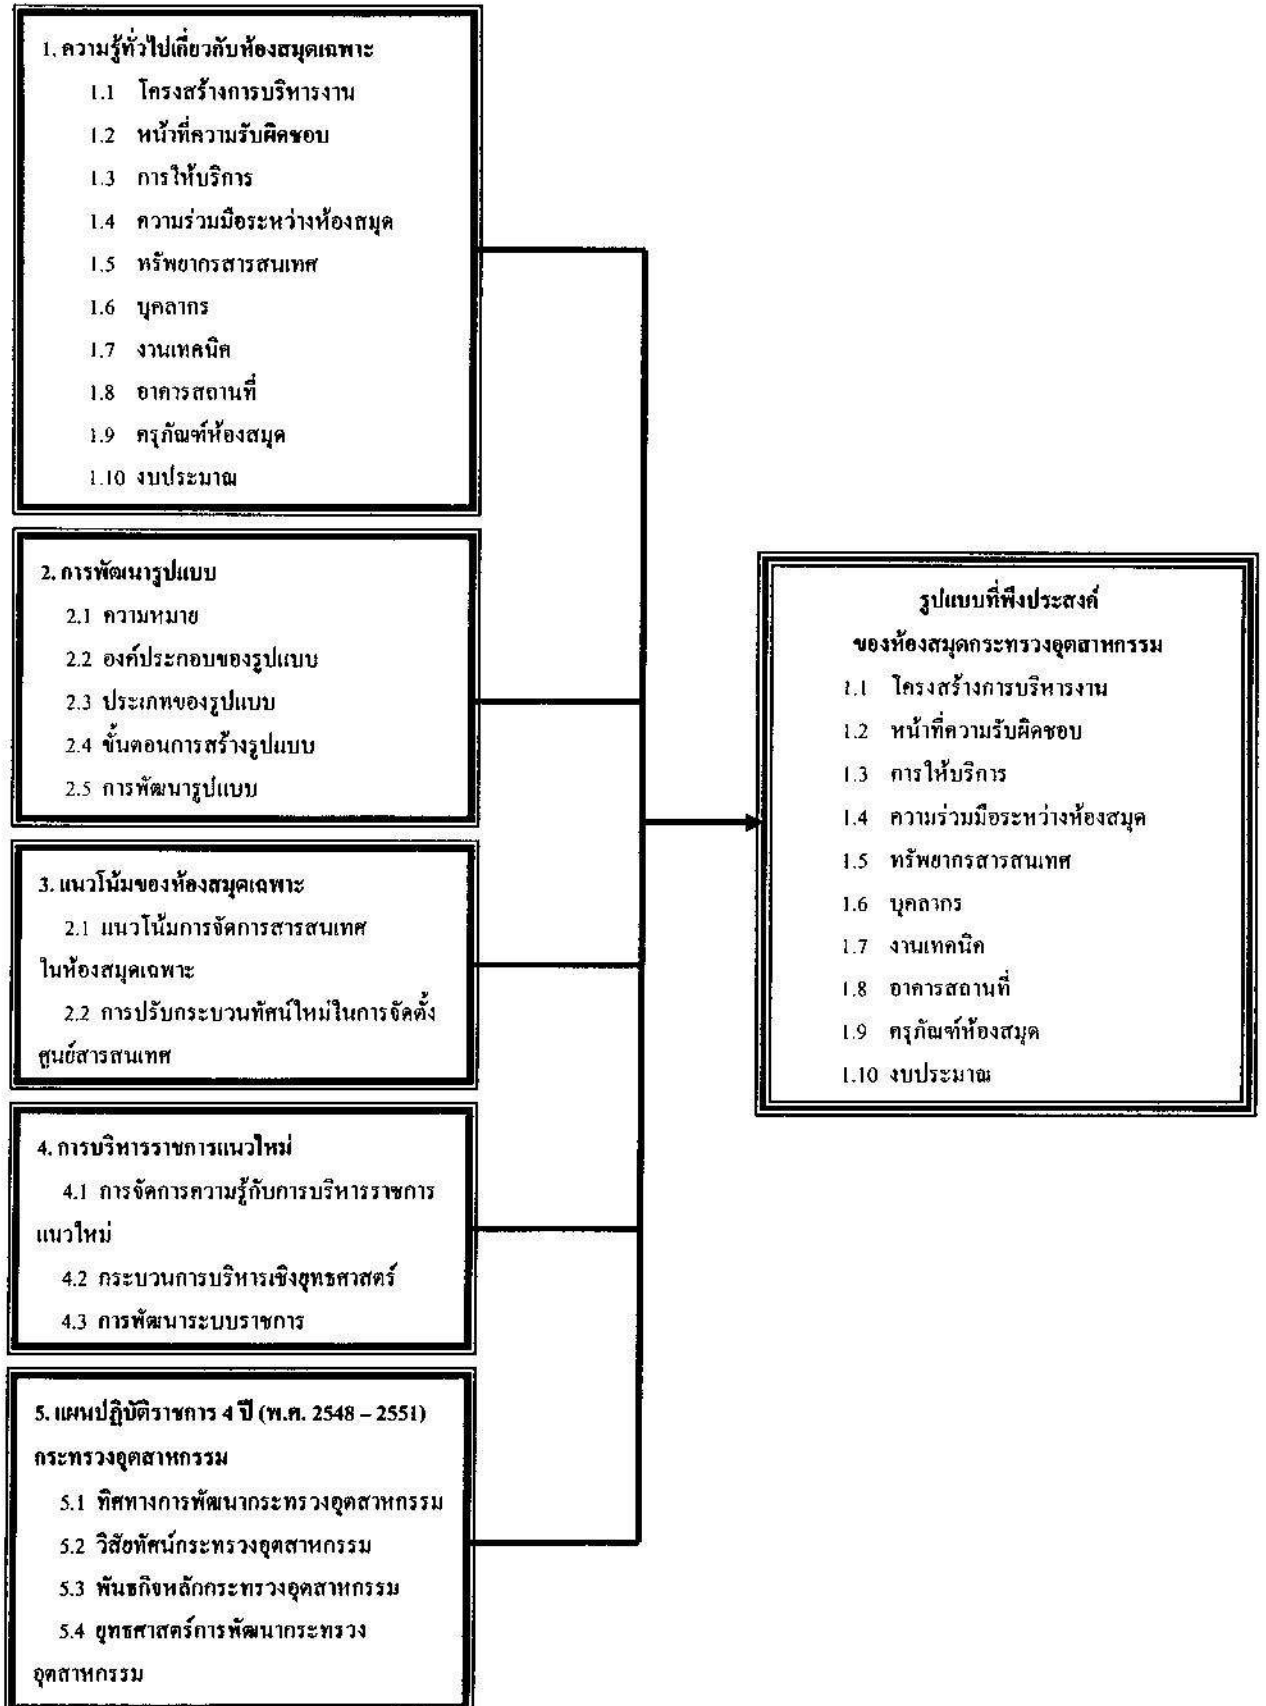 1. ความรู้ทั่วไปเกี่ยวกับห้องสมุดเฉพาะ
1.1 โครงสร้างการบริหารงาน
1.2 หน้าที่ความรับผิดชอบ
1.3 การให้บริการ
1.4 ความร่วมมือระหว่างห้องสมุด
1.5 ทรัพยากรสารสนเทศ
1.6 บุคลากร
1.7 งานเทคนิค
1.8 อาคารสถานที่
1.9 ครุภัณฑ์ห้องสมุด
1.10 งบประมาณ
2. การพัฒนารูปแบบ
2.1 ความหมาย
2.2 องค์ประกอบของรูปแบบ
2.3 ประเภทของรูปแบบ
2.4 ขั้นตอนการสร้างรูปแบบ
2.5 การพัฒนารูปแบบ
3. แนวโน้มของห้องสมุดเฉพาะ
2.1 แนวโน้มการจัดการสารสนเทศ
ในห้องสมุดเฉพาะ
2.2 การปรับกระบวนทัศน์ใหม่ในการจัดตั้ง
ศูนย์สารสนเทศ
4. การบริหารราชการแนวใหม่
4.1 การจัดการความรู้กับการบริหารราชการ
แนวใหม่
4.2 กระบวนการบริหารเชิงยุทธศาสตร์
4.3 การพัฒนาระบบราชการ
5. แผนปฏิบัติราชการ 4 ปี (พ.ศ. 2548 – 2551)
กระทรวงอุตสาหกรรม
5.1 ทิศทางการพัฒนากระทรวงอุตสาหกรรม
5.2 วิสัยทัศน์กระทรวงอุตสาหกรรม
5.3 พันธกิจหลักกระทรวงอุตสาหกรรม
5.4 ยุทธศาสตร์การพัฒนากระทรวง
อุตสาหกรรม
รูปแบบที่พึงประสงค์
ของห้องสมุดกระทรวงอุตสาหกรรม
1.1 โครงสร้างการบริหารงาน
1.2 หน้าที่ความรับผิดชอบ
1.3 การให้บริการ
1.4 ความร่วมมือระหว่างห้องสมุด
1.5 ทรัพยากรสารสนเทศ
1.6 บุคลากร
1.7 งานเทคนิค
1.8 อาคารสถานที่
1.9 ครุภัณฑ์ห้องสมุด
1.10 งบประมาณ